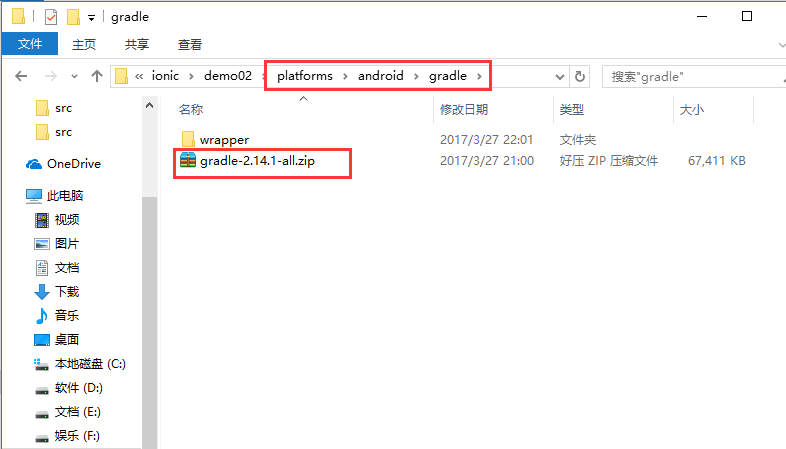 gradle
文件 主页 共享 查看
« ionic › demo02 › platforms › android › gradle › 搜索"gradle"
名称 修改日期 类型 大小
wrapper 2017/3/27 22:01 文件夹
gradle-2.14.1-all.zip 2017/3/27 21:00 好压 ZIP 压缩文件 67,411 KB
src
src
OneDrive
此电脑
视频
图片
文档
下载
音乐
桌面
本地磁盘 (C:)
软件 (D:)
文档 (E:)
娱乐 (F:)